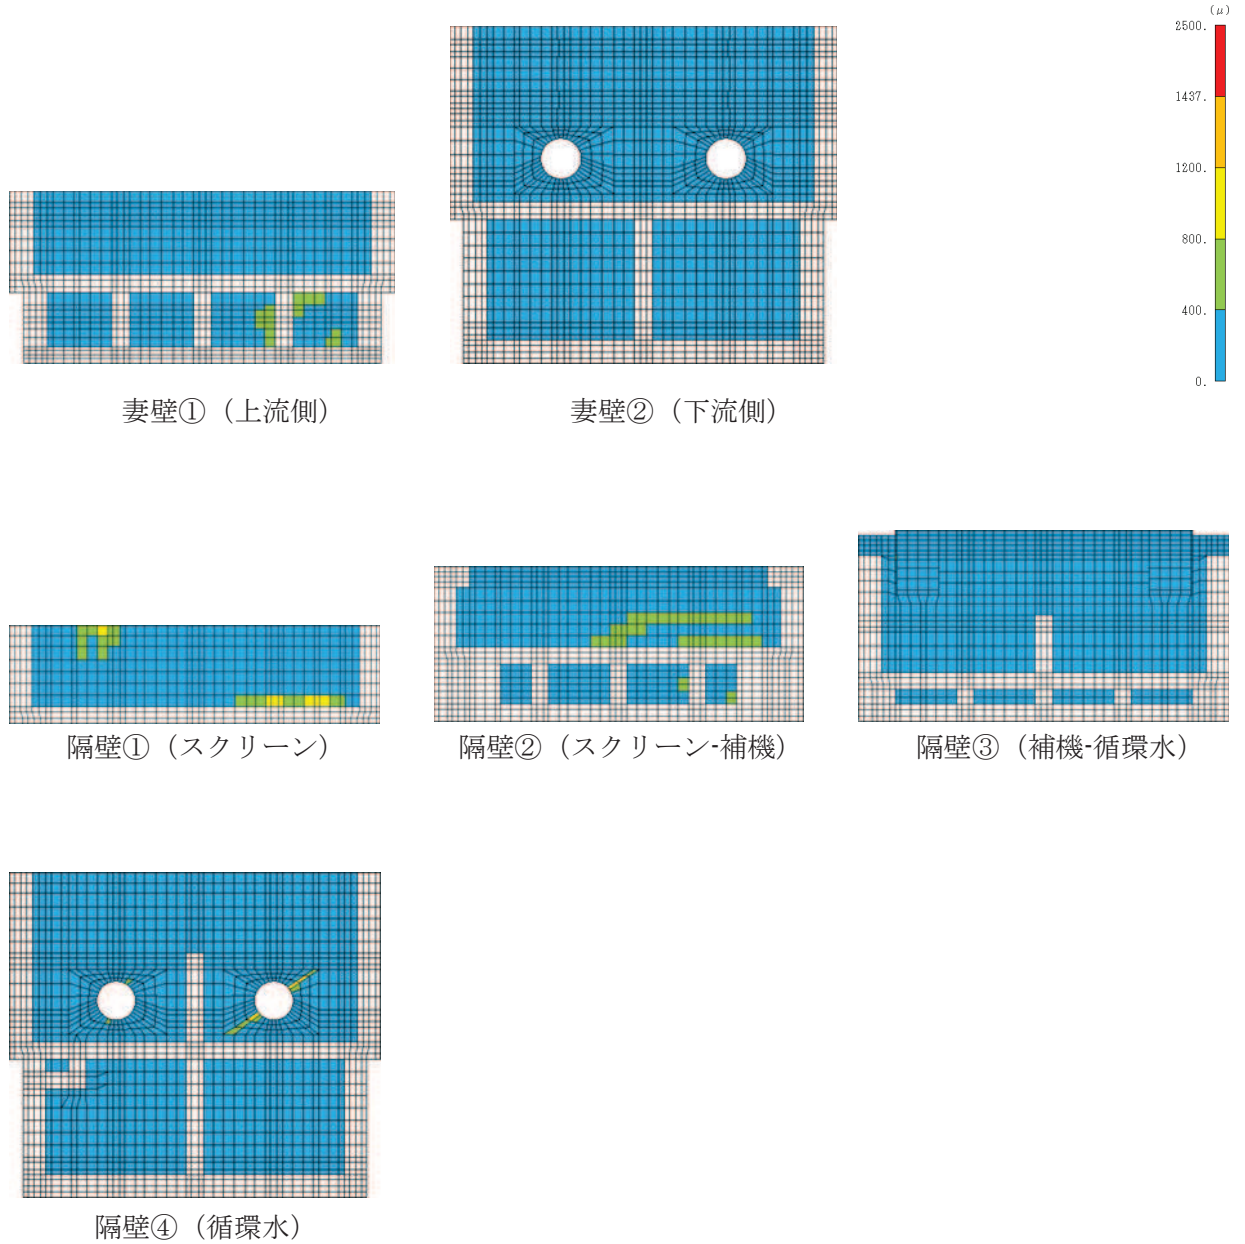 (μ)
2500.
1437.
1200.
800.
400.
0.
妻壁①（上流側）
妻壁②（下流側）
隔壁①（スクリーン）
隔壁②（スクリーン-補機）
隔壁③（補機-循環水）
隔壁④（循環水）